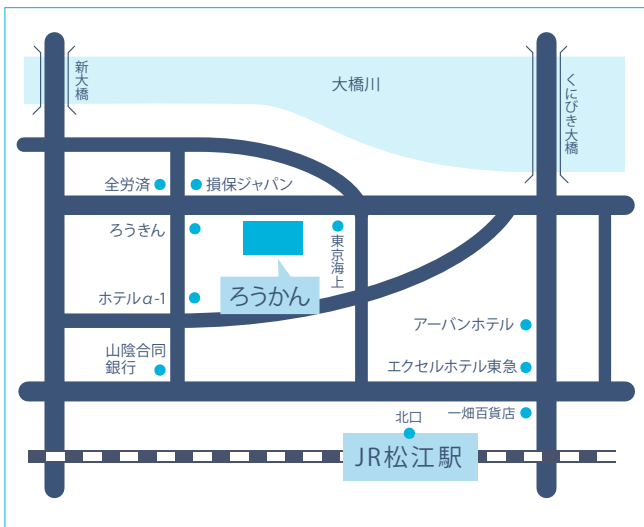 新大橋
大橋川
くにびき大橋
全労済
損保ジャパン
ろうきん
東京海上
ろうかん
ホテルα-1
アーバンホテル
山陰合同
銀行
エクセルホテル東急
北口
一畑百貨店
JR松江駅